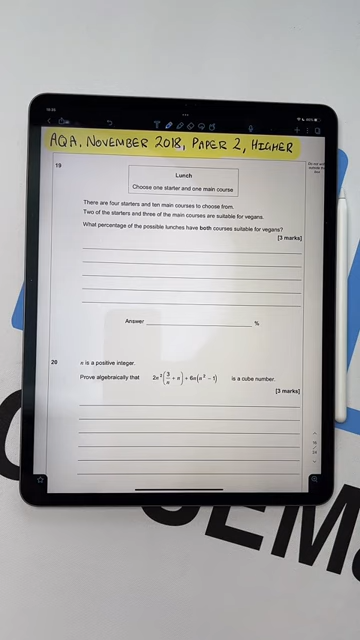 AQA, NOVEMBER 2018, PAPER 2, HIGHER
19
Lunch
Choose one starter and one main course
There are four starters and ten main courses to choose from.
Two of the starters and three of the main courses are suitable for vegans.
What percentage of the possible lunches have both courses suitable for vegans?
[3 marks]
Answer %
20
n is a positive integer.
Prove algebraically that 2n²(3/n + n) + 6n(n² − 1) is a cube number.
[3 marks]